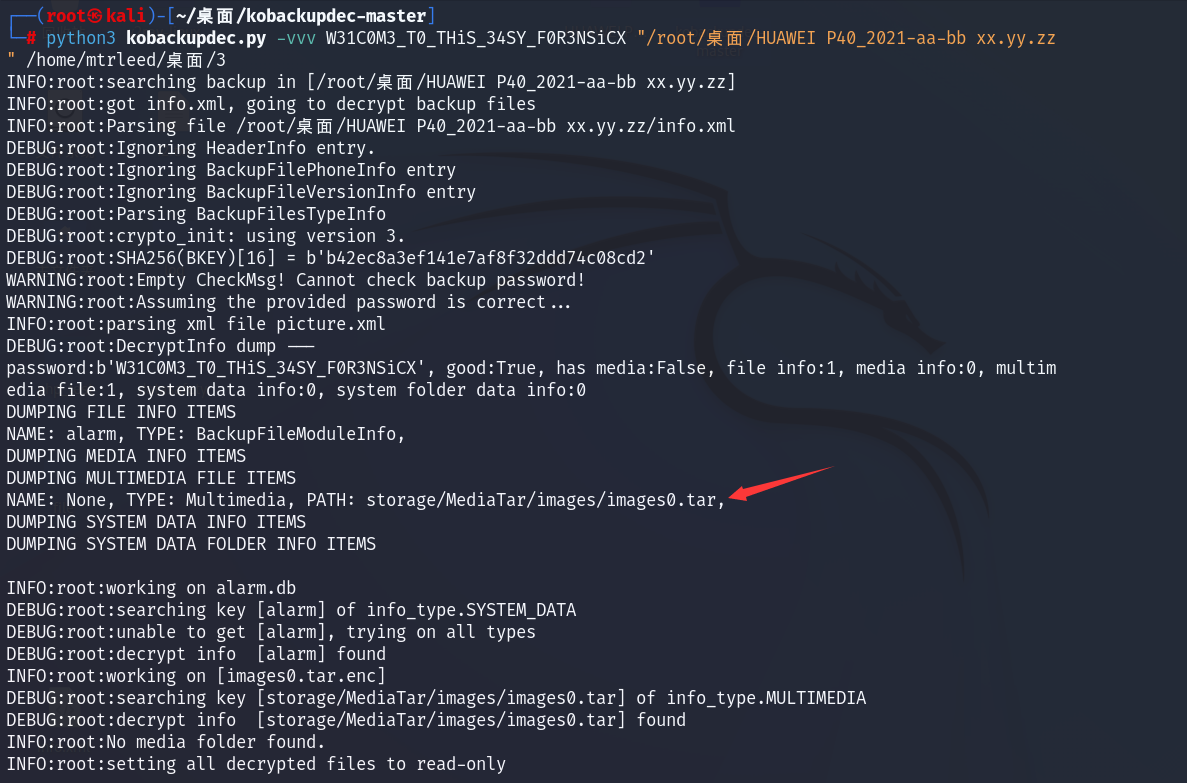 ┌──(root㉿kali)-[~/桌面/kobackupdec-master]
└─# python3 kobackupdec.py -vvv W31C0M3_T0_THiS_34SY_F0R3NSiCX "/root/桌面/HUAWEI P40_2021-aa-bb xx.yy.zz
" /home/mtrleed/桌面/3
INFO:root:searching backup in [/root/桌面/HUAWEI P40_2021-aa-bb xx.yy.zz]
INFO:root:got info.xml, going to decrypt backup files
INFO:root:Parsing file /root/桌面/HUAWEI P40_2021-aa-bb xx.yy.zz/info.xml
DEBUG:root:Ignoring HeaderInfo entry.
DEBUG:root:Ignoring BackupFilePhoneInfo entry
DEBUG:root:Ignoring BackupFileVersionInfo entry
DEBUG:root:Parsing BackupFilesTypeInfo
DEBUG:root:crypto_init: using version 3.
DEBUG:root:SHA256(BKEY)[16] = b'b42ec8a3ef141e7af8f32ddd74c08cd2'
WARNING:root:Empty CheckMsg! Cannot check backup password!
WARNING:root:Assuming the provided password is correct...
INFO:root:parsing xml file picture.xml
DEBUG:root:DecryptInfo dump ---
password:b'W31C0M3_T0_THiS_34SY_F0R3NSiCX', good:True, has media:False, file info:1, media info:0, multim
edia file:1, system data info:0, system folder data info:0
DUMPING FILE INFO ITEMS
NAME: alarm, TYPE: BackupFileModuleInfo,
DUMPING MEDIA INFO ITEMS
DUMPING MULTIMEDIA FILE ITEMS
NAME: None, TYPE: Multimedia, PATH: storage/MediaTar/images/images0.tar,
DUMPING SYSTEM DATA INFO ITEMS
DUMPING SYSTEM DATA FOLDER INFO ITEMS
INFO:root:working on alarm.db
DEBUG:root:searching key [alarm] of info_type.SYSTEM_DATA
DEBUG:root:unable to get [alarm], trying on all types
DEBUG:root:decrypt info  [alarm] found
INFO:root:working on [images0.tar.enc]
DEBUG:root:searching key [storage/MediaTar/images/images0.tar] of info_type.MULTIMEDIA
DEBUG:root:decrypt info  [storage/MediaTar/images/images0.tar] found
INFO:root:No media folder found.
INFO:root:setting all decrypted files to read-only